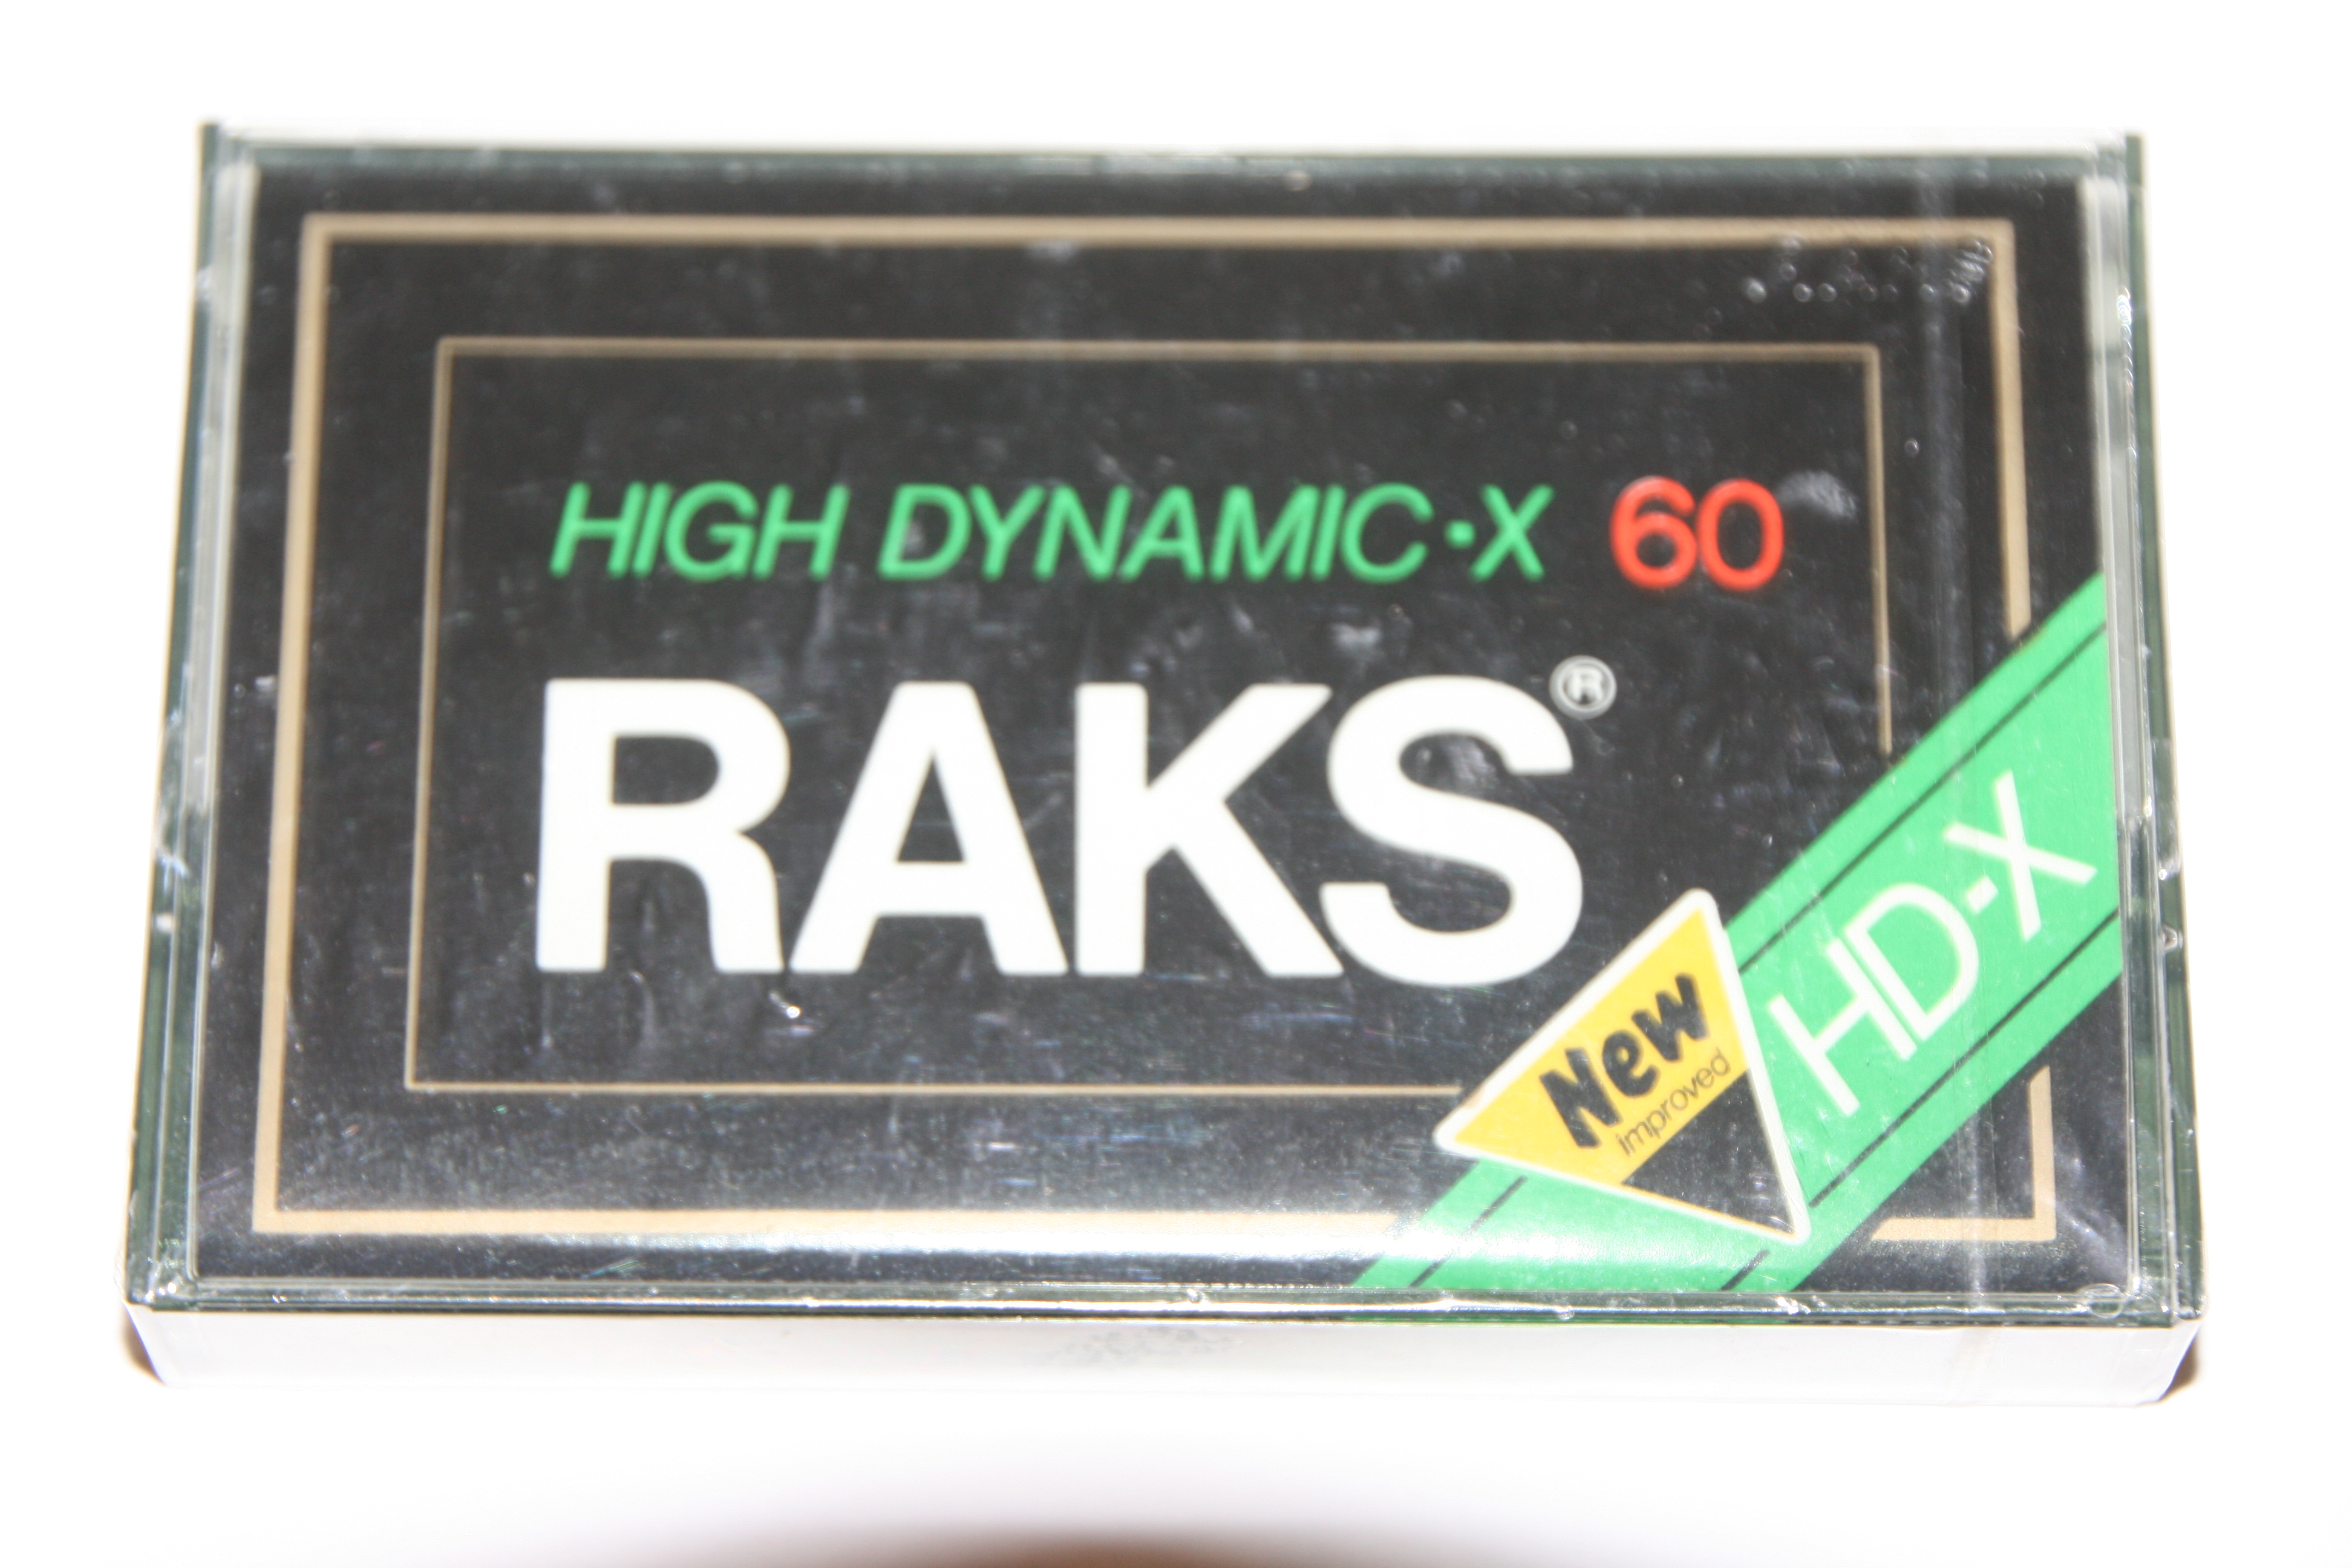 HIGH DYNAMIC•X 60
RAKS®
HD-X
New
improved